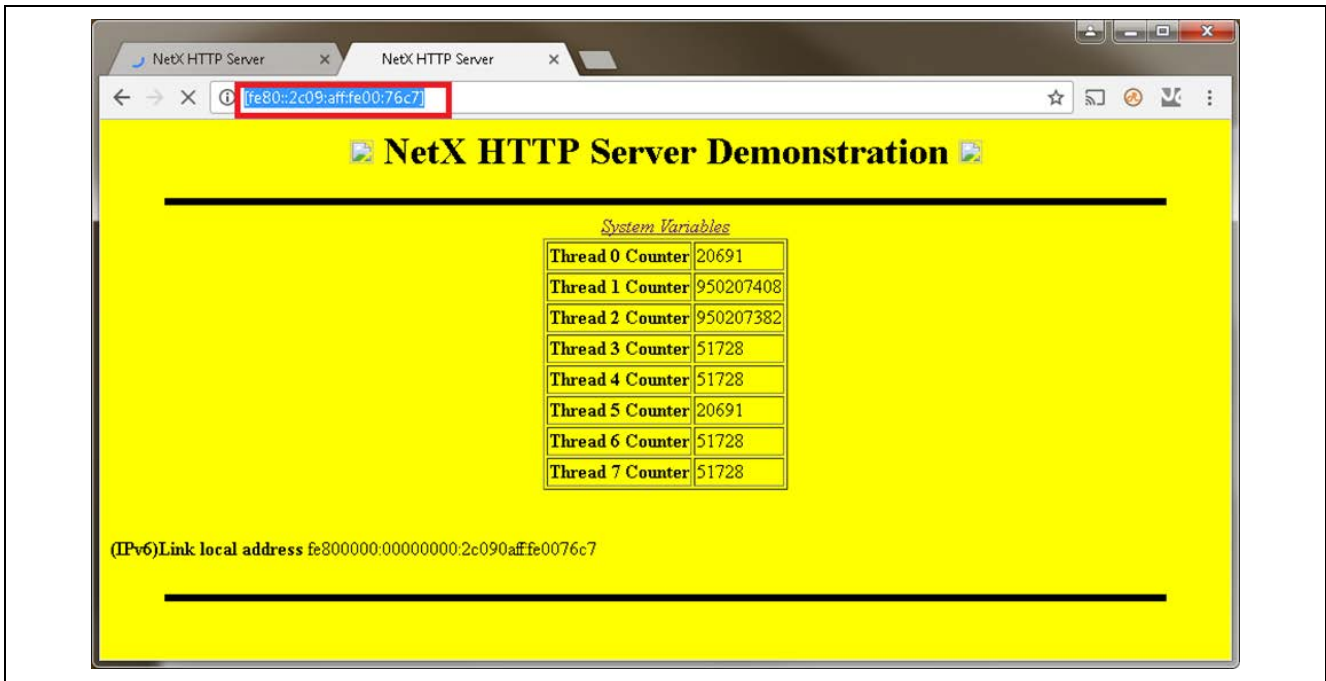 NetX HTTP Server
NetX HTTP Server
[fe80::2c09:aff:fe00:76c7]
NetX HTTP Server Demonstration
System Variables
Thread 0 Counter 20691
Thread 1 Counter 950207408
Thread 2 Counter 950207382
Thread 3 Counter 51728
Thread 4 Counter 51728
Thread 5 Counter 20691
Thread 6 Counter 51728
Thread 7 Counter 51728
(IPv6)Link local address fe800000:00000000:2c090aff:fe0076c7